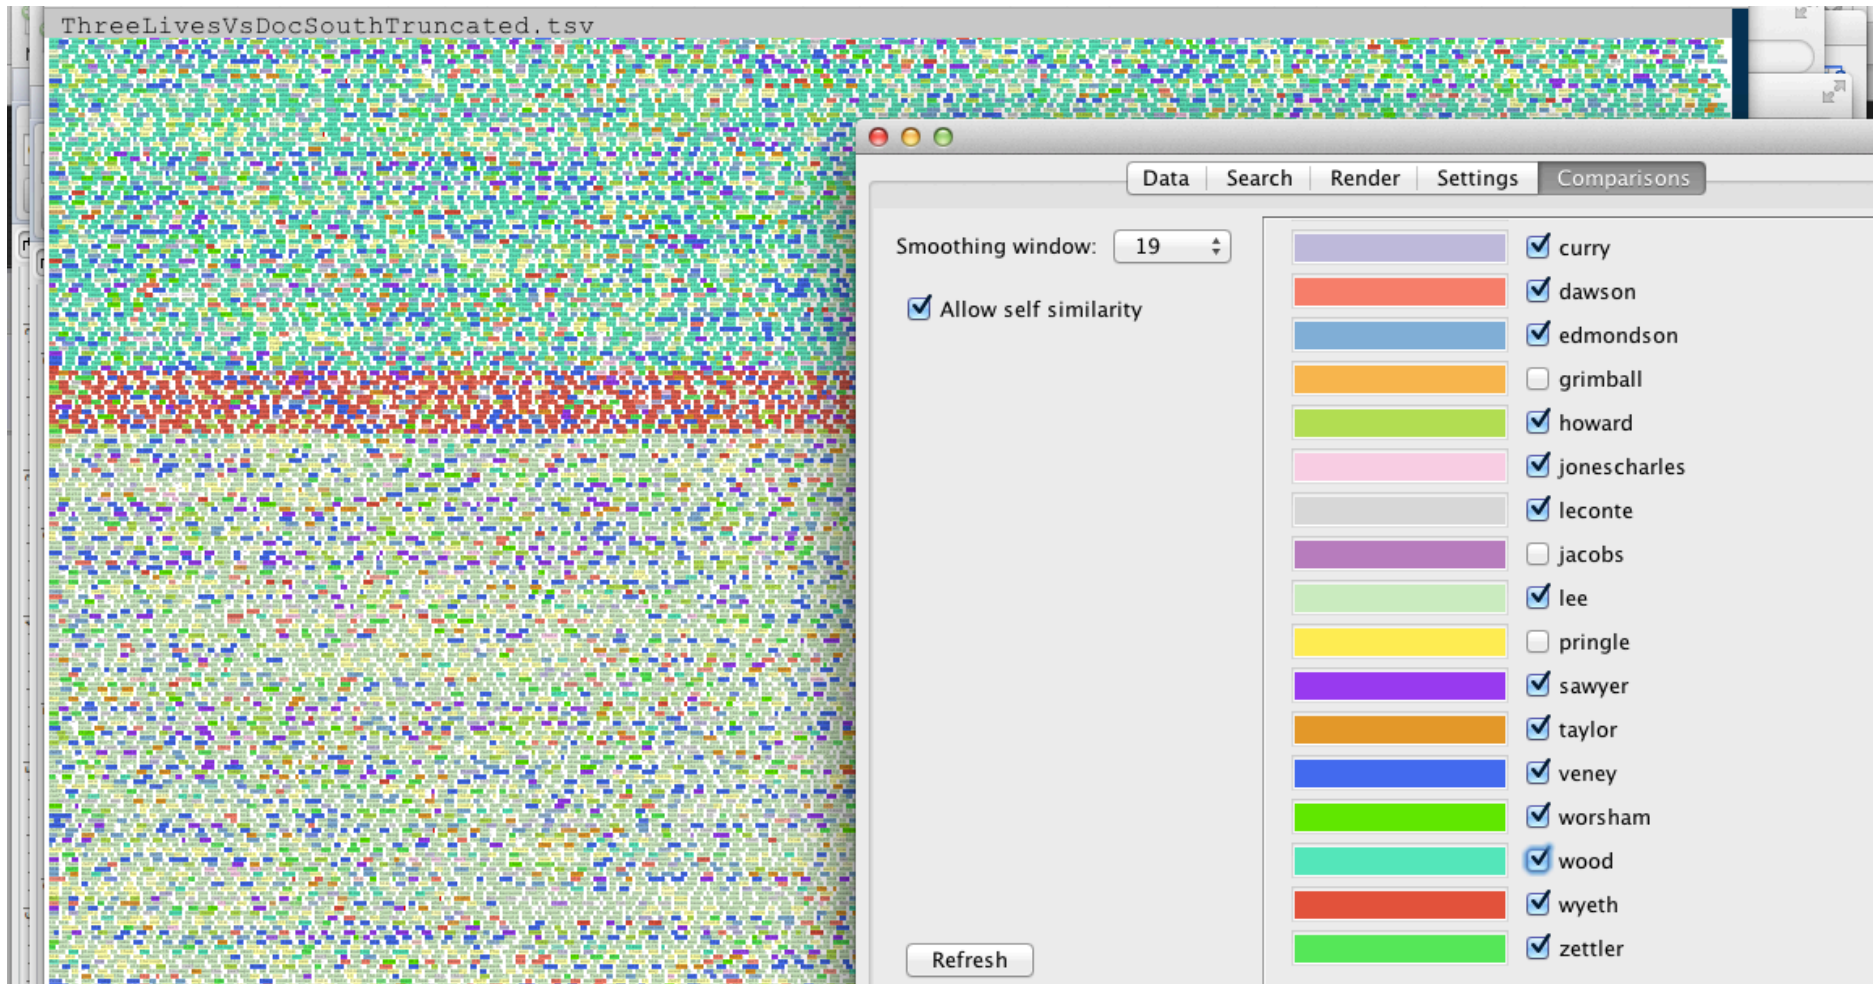 ThreeLivesVsDocSouthTruncated.tsv
Data Search Render Settings Comparisons
Smoothing window: 19
Allow self similarity
curry
dawson
edmondson
grimball
howard
jonescharles
leconte
jacobs
lee
pringle
sawyer
taylor
veney
worsham
wood
wyeth
zettler
Refresh